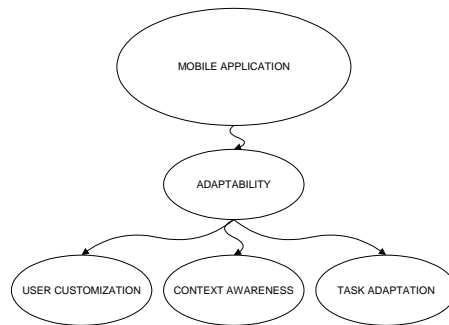 MOBILE APPLICATION
ADAPTABILITY
USER CUSTOMIZATION
CONTEXT AWARENESS
TASK ADAPTATION